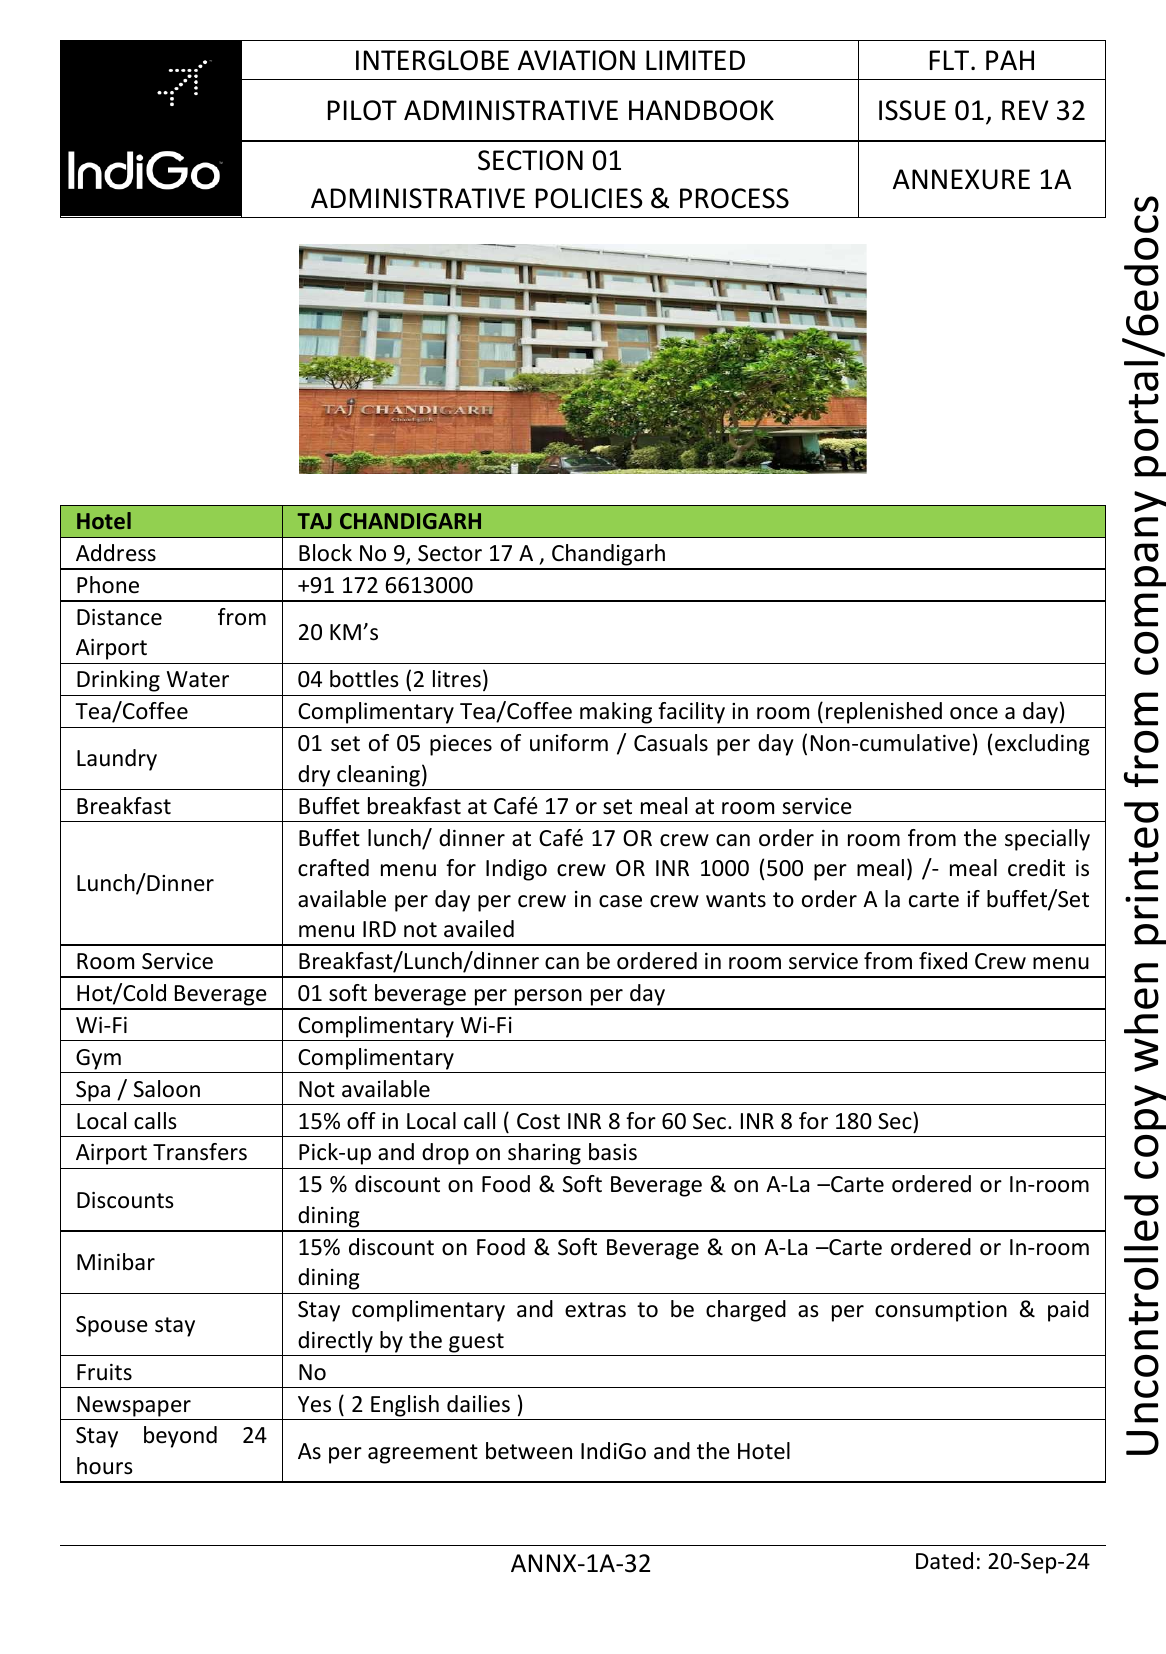 IndiGo
INTERGLOBE AVIATION LIMITED
FLT. PAH
PILOT ADMINISTRATIVE HANDBOOK
ISSUE 01, REV 32
SECTION 01
ADMINISTRATIVE POLICIES & PROCESS
ANNEXURE 1A
TAJ CHANDIGARH
Chandigarh
Hotel
TAJ CHANDIGARH
Address
Block No 9, Sector 17 A , Chandigarh
Phone
+91 172 6613000
Distance from
Airport
20 KM’s
Drinking Water
04 bottles (2 litres)
Tea/Coffee
Complimentary Tea/Coffee making facility in room (replenished once a day)
Laundry
01 set of 05 pieces of uniform / Casuals per day (Non-cumulative) (excluding
dry cleaning)
Breakfast
Buffet breakfast at Café 17 or set meal at room service
Lunch/Dinner
Buffet lunch/ dinner at Café 17 OR crew can order in room from the specially
crafted menu for Indigo crew OR INR 1000 (500 per meal) /- meal credit is
available per day per crew in case crew wants to order A la carte if buffet/Set
menu IRD not availed
Room Service
Breakfast/Lunch/dinner can be ordered in room service from fixed Crew menu
Hot/Cold Beverage
01 soft beverage per person per day
Wi-Fi
Complimentary Wi-Fi
Gym
Complimentary
Spa / Saloon
Not available
Local calls
15% off in Local call ( Cost INR 8 for 60 Sec. INR 8 for 180 Sec)
Airport Transfers
Pick-up and drop on sharing basis
Discounts
15 % discount on Food & Soft Beverage & on A-La –Carte ordered or In-room
dining
Minibar
15% discount on Food & Soft Beverage & on A-La –Carte ordered or In-room
dining
Spouse stay
Stay complimentary and extras to be charged as per consumption & paid
directly by the guest
Fruits
No
Newspaper
Yes ( 2 English dailies )
Stay beyond 24
hours
As per agreement between IndiGo and the Hotel
ANNX-1A-32
Dated: 20-Sep-24
Uncontrolled copy when printed from company portal/6edocs